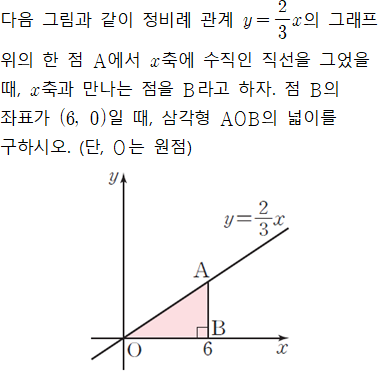 다음 그림과 같이 정비례 관계 y=2/3x의 그래프
위의 한 점 A에서 x축에 수직인 직선을 그었을
때, x축과 만나는 점을 B라고 하자. 점 B의
좌표가 (6, 0)일 때, 삼각형 AOB의 넓이를
구하시오. (단, O는 원점)
y
y=2/3x
A
B
O 6 x